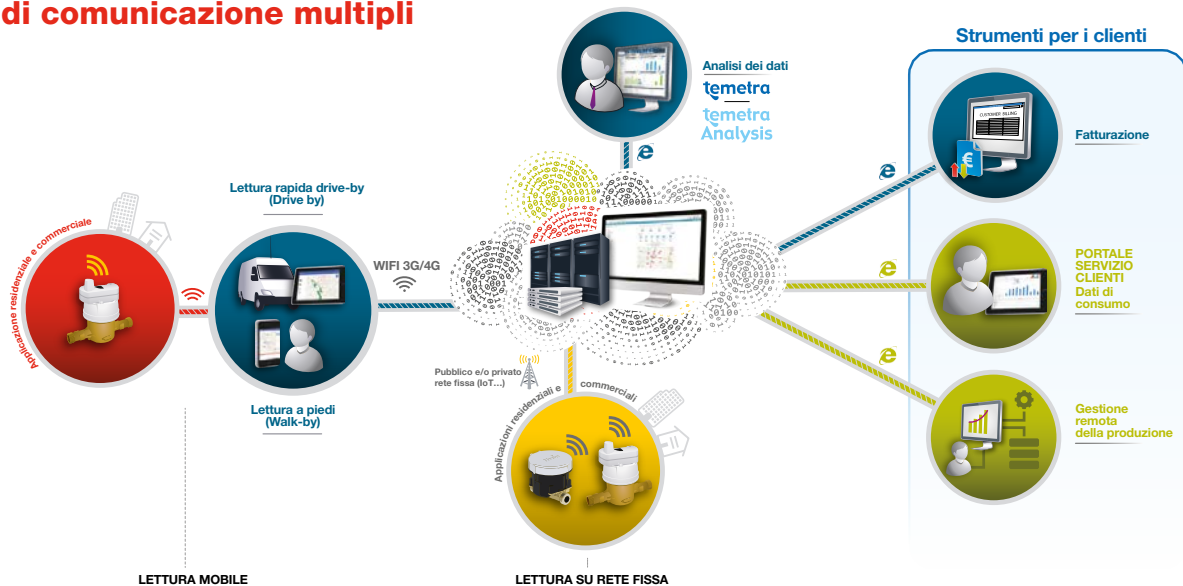 di comunicazione multipli
Strumenti per i clienti
Analisi dei dati
temetra
temetra
Analysis
CUSTOMER BILLING
Fatturazione
Lettura rapida drive-by
(Drive by)
Applicazione residenziale e commerciale
WIFI 3G/4G
PORTALE
SERVIZIO
CLIENTI
Dati di
consumo
Pubblico e/o privato
rete fissa (IoT...)
Applicazioni residenziali e commerciali
Lettura a piedi
(Walk-by)
Gestione
remota
della produzione
LETTURA MOBILE
LETTURA SU RETE FISSA